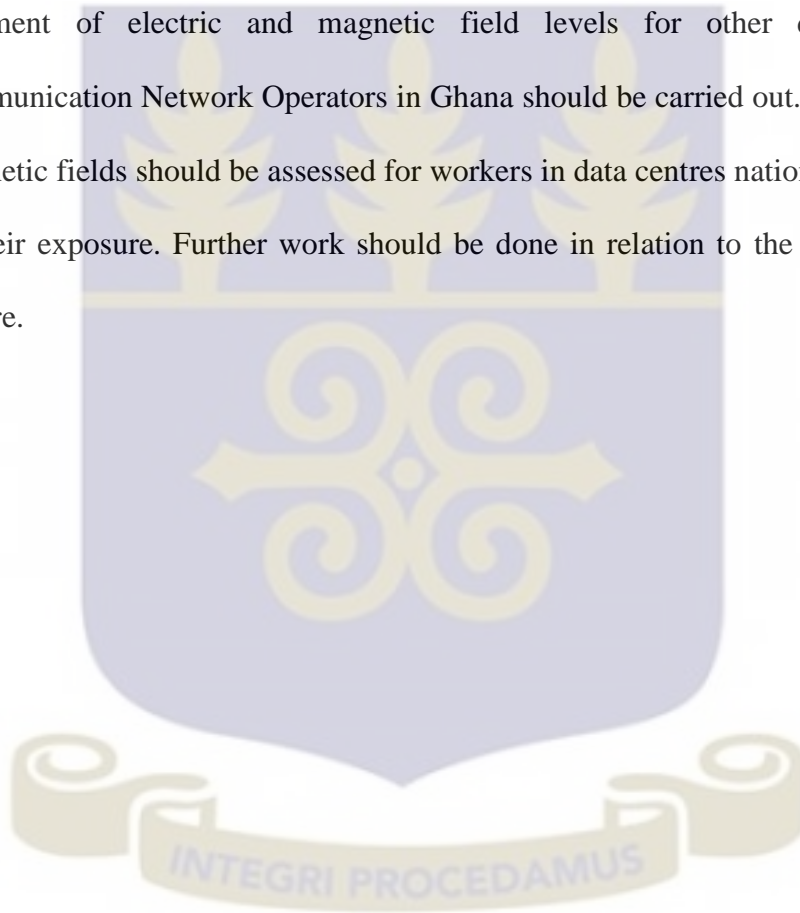 ment of electric and magnetic field levels for other
munication Network Operators in Ghana should be carried out.
netic fields should be assessed for workers in data centres nation
eir exposure. Further work should be done in relation to the
re.
INTEGRI PROCEDAMUS